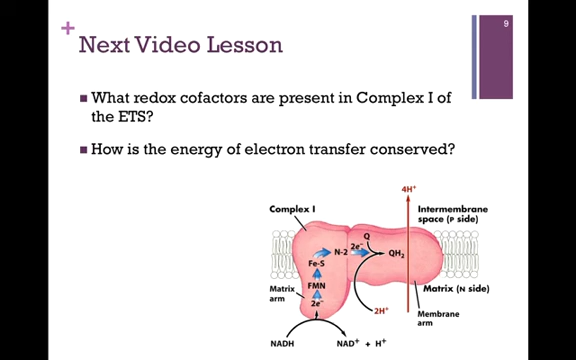 +
9
Next Video Lesson
■ What redox cofactors are present in Complex I of
the ETS?
■ How is the energy of electron transfer conserved?
4H⁺
Complex I
Intermembrane
space (P side)
Q
2e⁻
N-2
QH₂
Fe-S
Matrix (N side)
FMN
Matrix
arm
2e⁻
2H⁺
Membrane
arm
NADH
NAD⁺ + H⁺